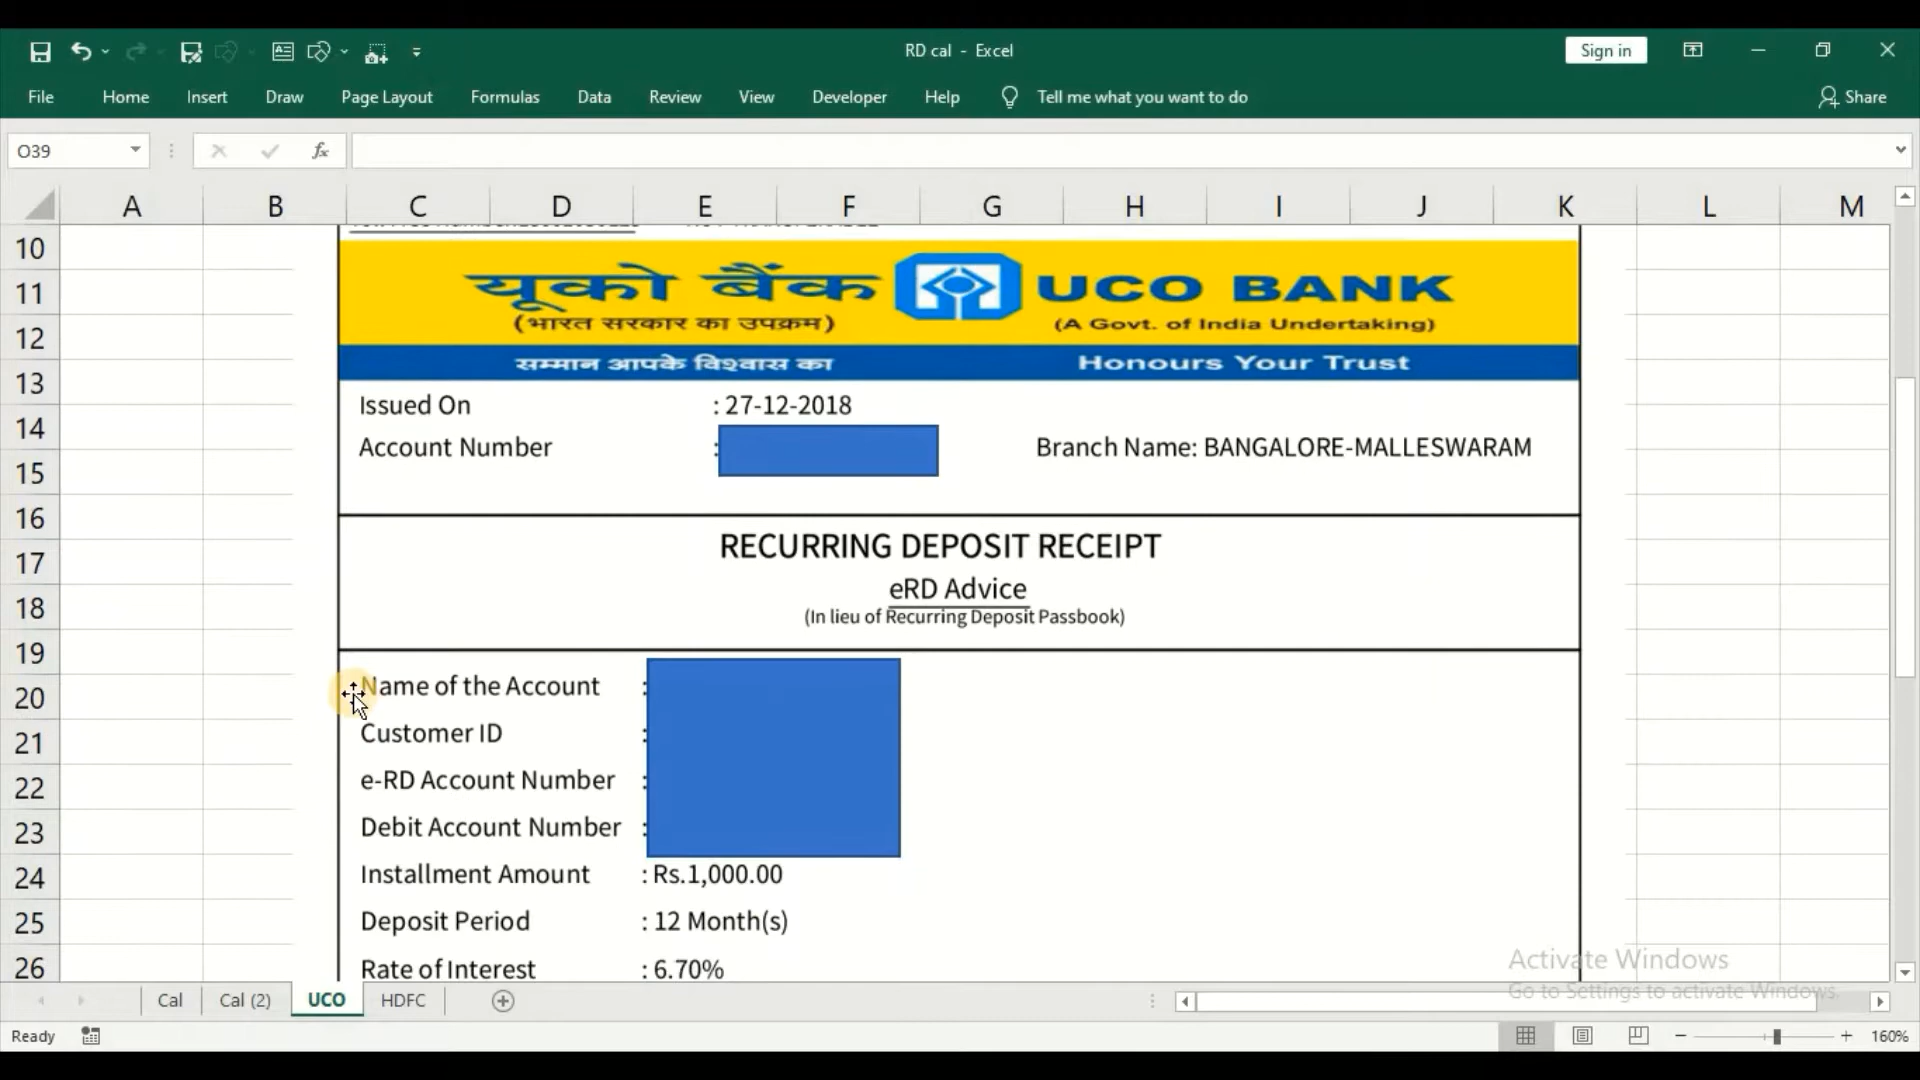 RD cal - Excel
Sign in
File Home Insert Draw Page Layout Formulas Data Review View Developer Help Tell me what you want to do Share
O39 fx
A B C D E F G H I J K L M
10
11
12
13
14
15
16
17
18
19
20
21
22
23
24
25
26
यूको बैंक UCO BANK
(भारत सरकार का उपक्रम) (A Govt. of India Undertaking)
सम्मान आपके विश्वास का Honours Your Trust
Issued On : 27-12-2018
Account Number : Branch Name: BANGALORE-MALLESWARAM
RECURRING DEPOSIT RECEIPT
eRD Advice
(In lieu of Recurring Deposit Passbook)
Name of the Account :
Customer ID :
e-RD Account Number :
Debit Account Number :
Installment Amount : Rs.1,000.00
Deposit Period : 12 Month(s)
Rate of Interest : 6.70%
Activate Windows
Go to Settings to activate Windows.
Cal Cal (2) UCO HDFC
Ready 160%